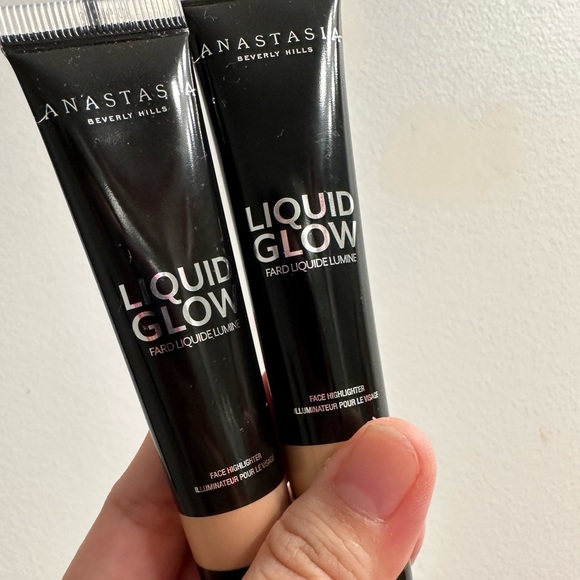 ANASTASIA
BEVERLY HILLS
LIQUID
GLOW
FARD LIQUIDE LUMINE
FACE HIGHLIGHTER
ILLUMINATEUR POUR LE VISAGE
ANASTASIA
BEVERLY HILLS
LIQUID
GLOW
FARD LIQUIDE LUMINE
FACE HIGHLIGHTER
ILLUMINATEUR POUR LE VISAGE